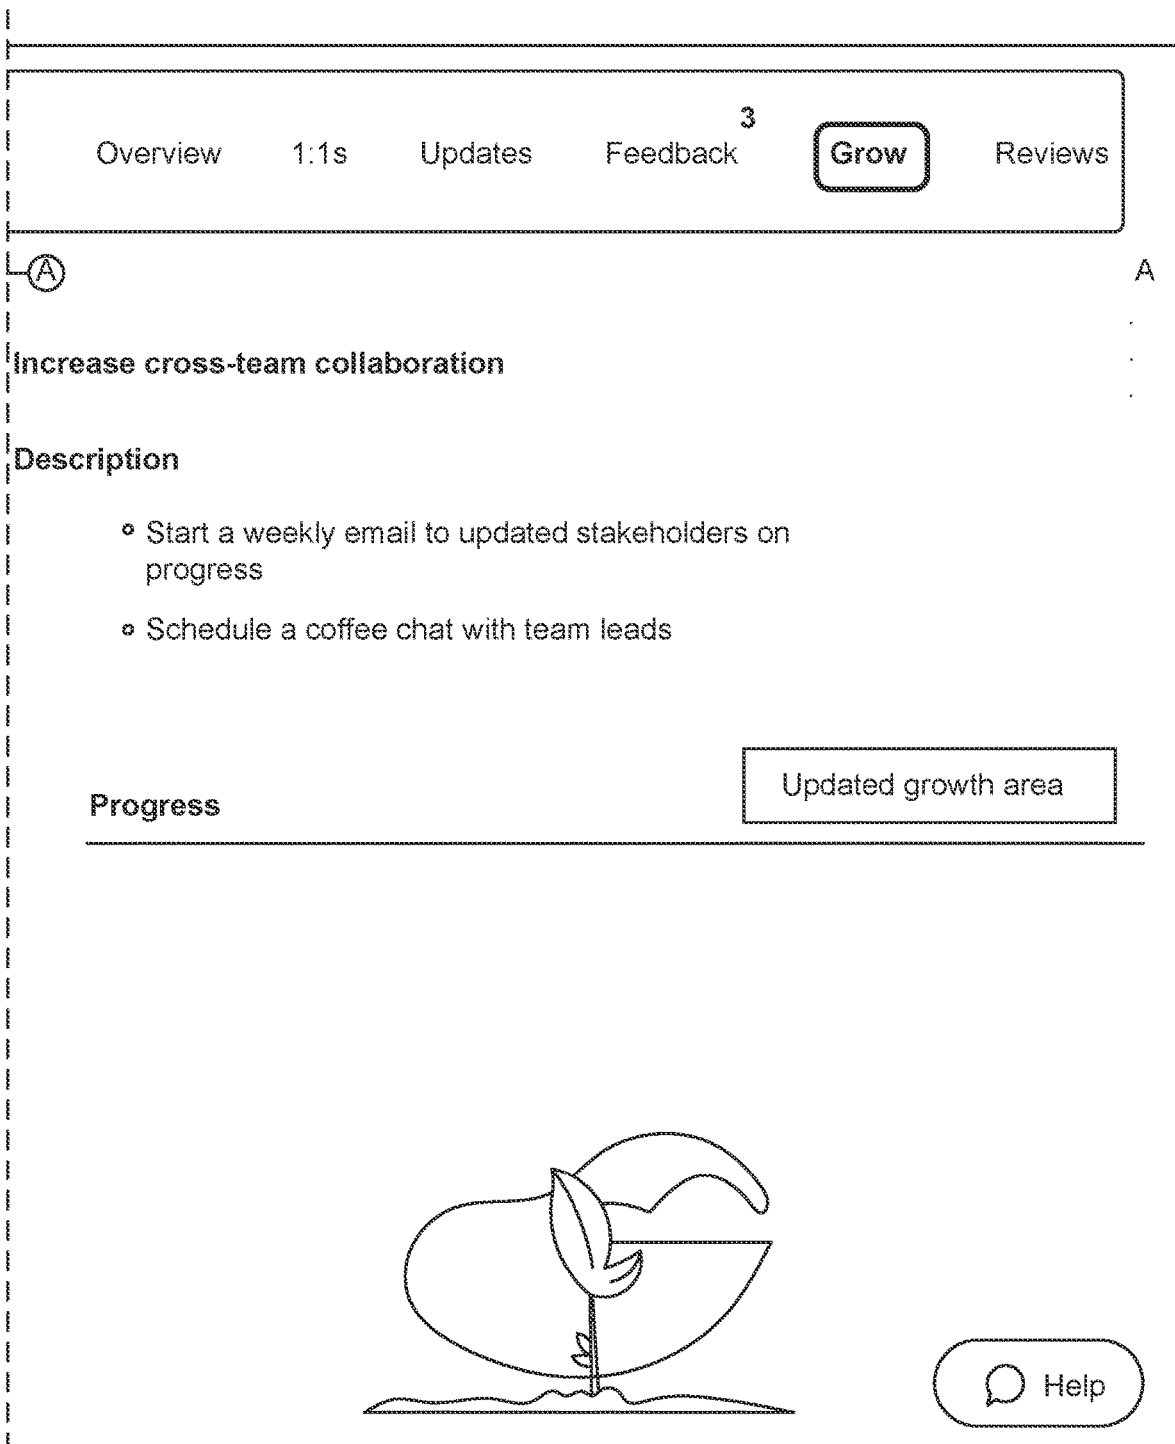 3
Overview 1:1s Updates Feedback Grow Reviews
A A
Increase cross-team collaboration
Description
Start a weekly email to updated stakeholders on
progress
Schedule a coffee chat with team leads
Updated growth area
Progress
Help